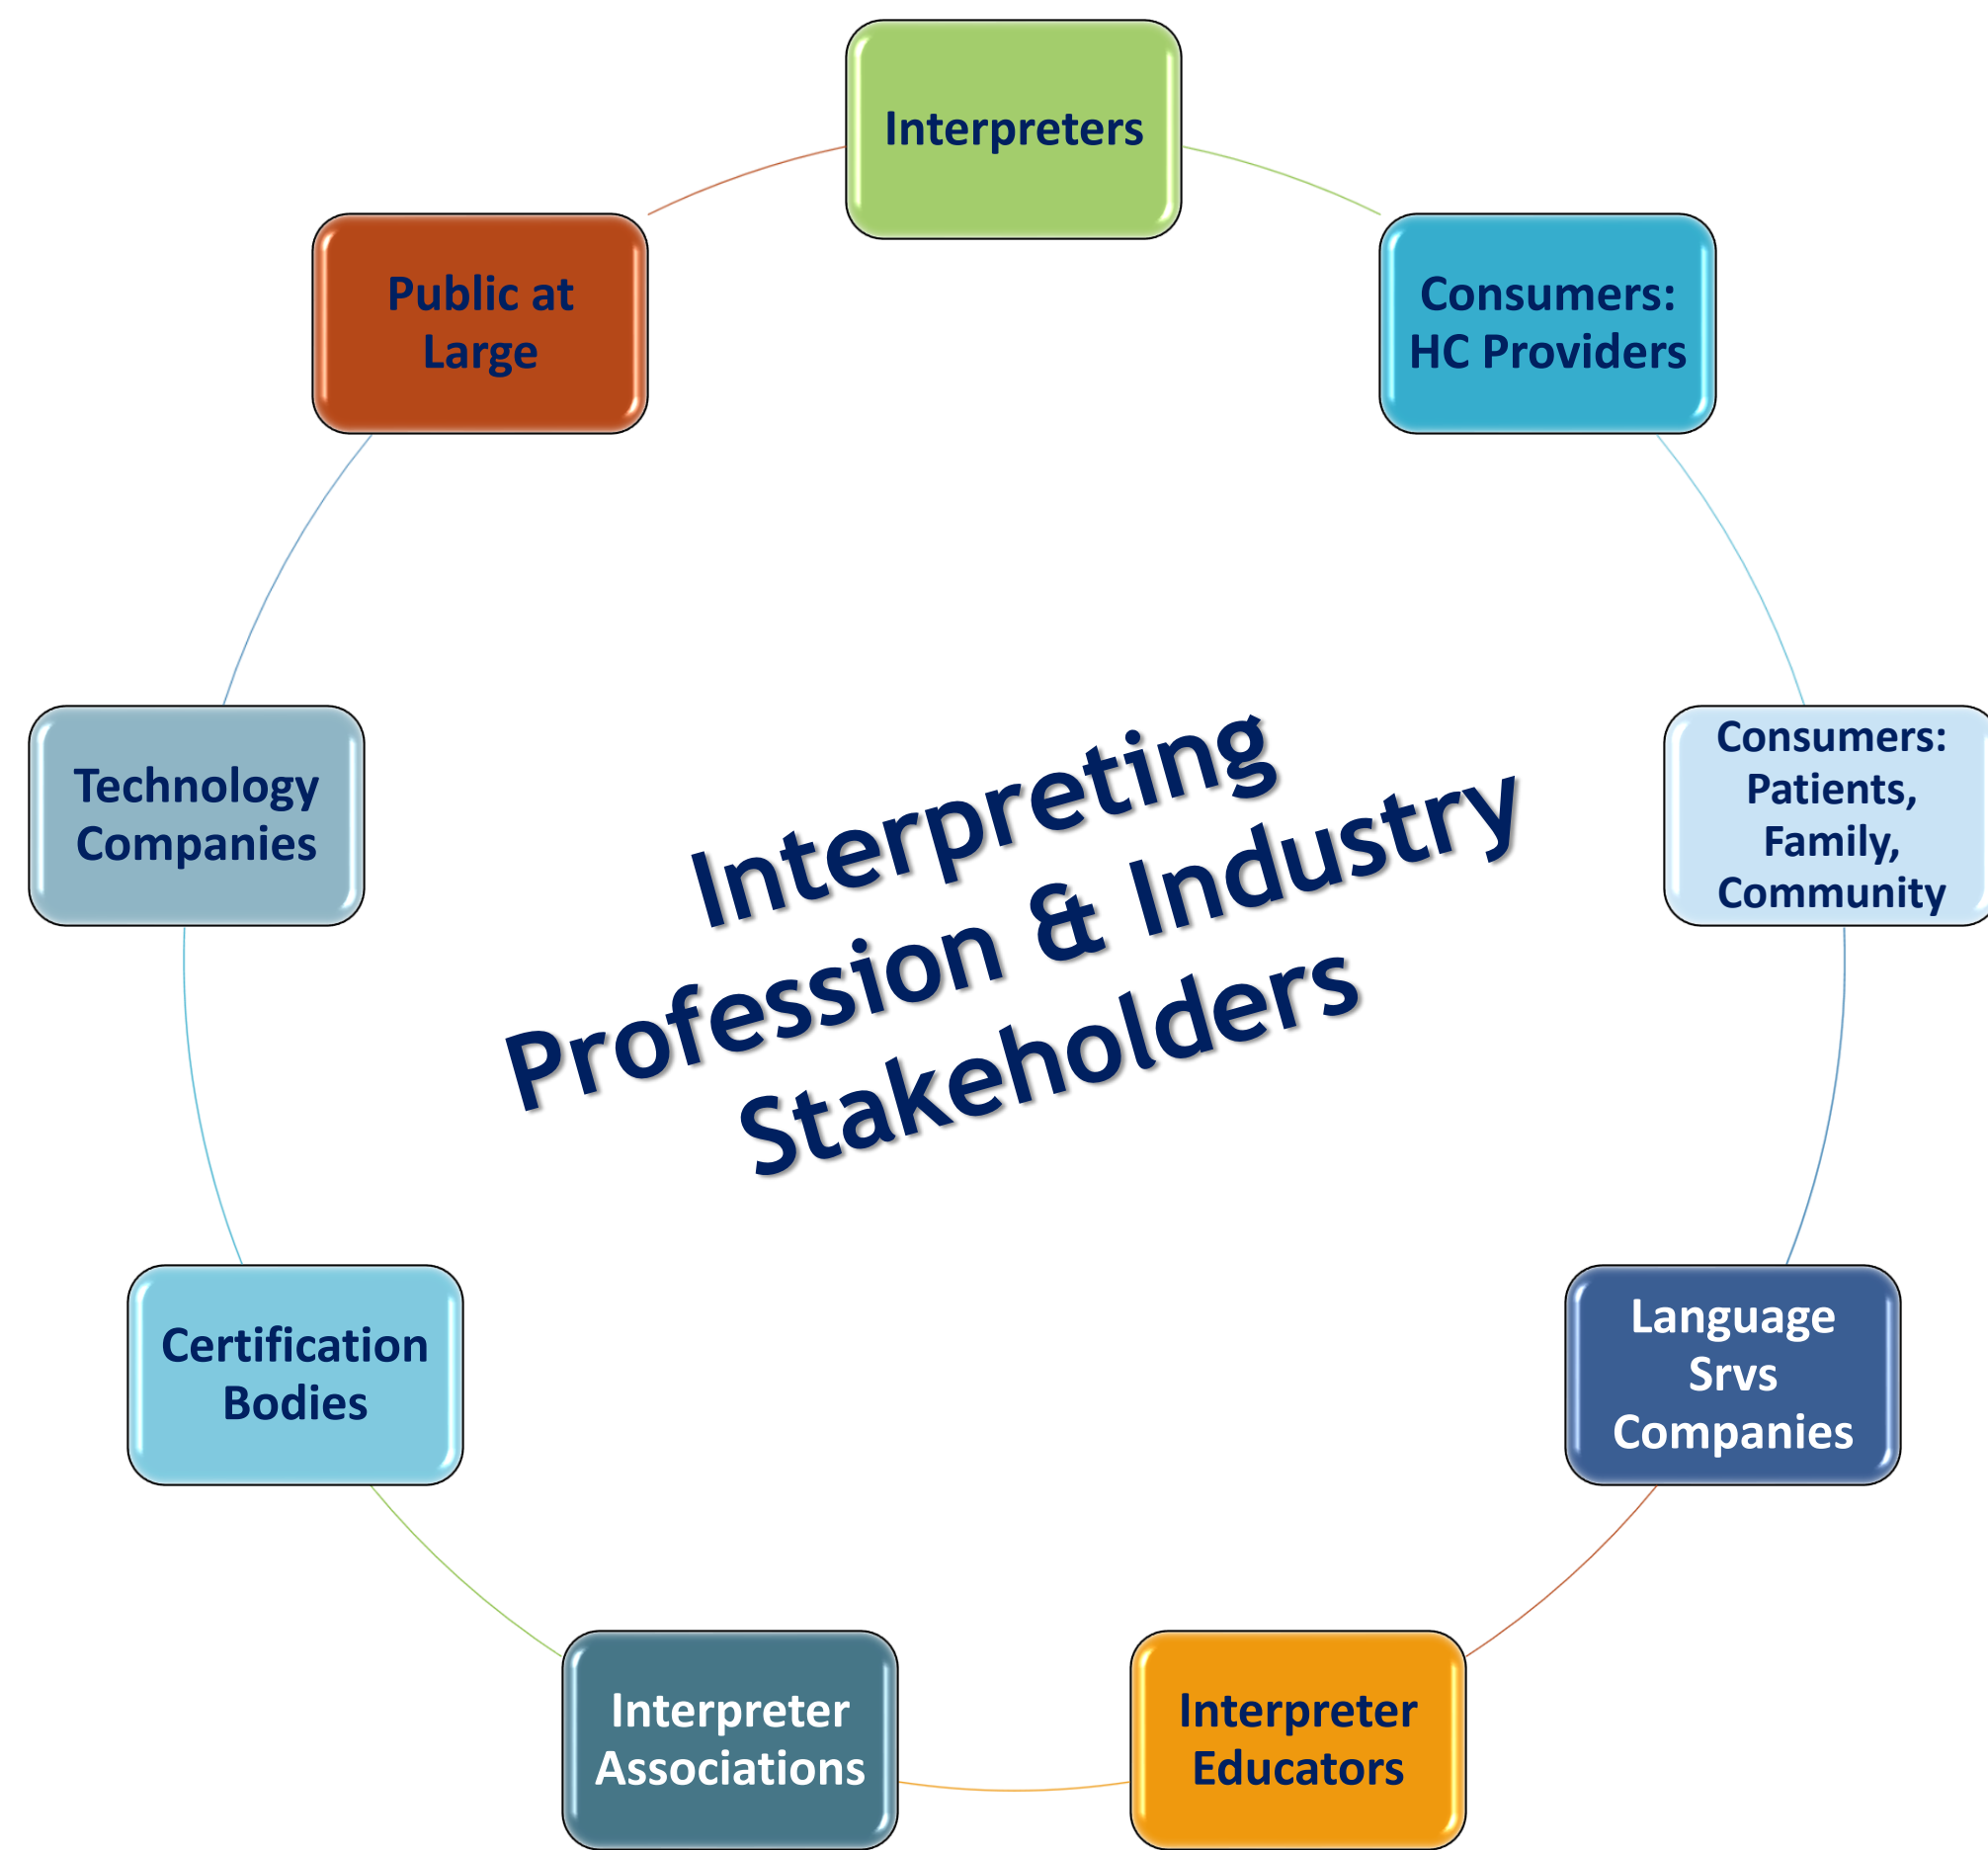 Interpreters
Consumers:
HC Providers
Consumers:
Patients,
Family,
Community
Language
Srvs
Companies
Interpreter
Educators
Interpreter
Associations
Certification
Bodies
Technology
Companies
Public at
Large
Interpreting
Profession & Industry
Stakeholders